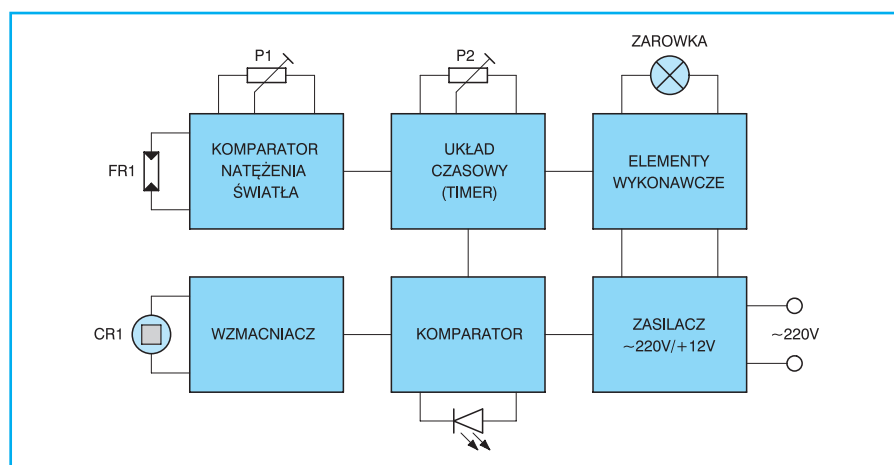 P1
P2
ZAROWKA
FR1
KOMPARATOR
NATĘŻENIA
ŚWIATŁA
UKŁAD
CZASOWY
(TIMER)
ELEMENTY
WYKONAWCZE
CR1
WZMACNIACZ
KOMPARATOR
ZASILACZ
~220V/+12V
~220V